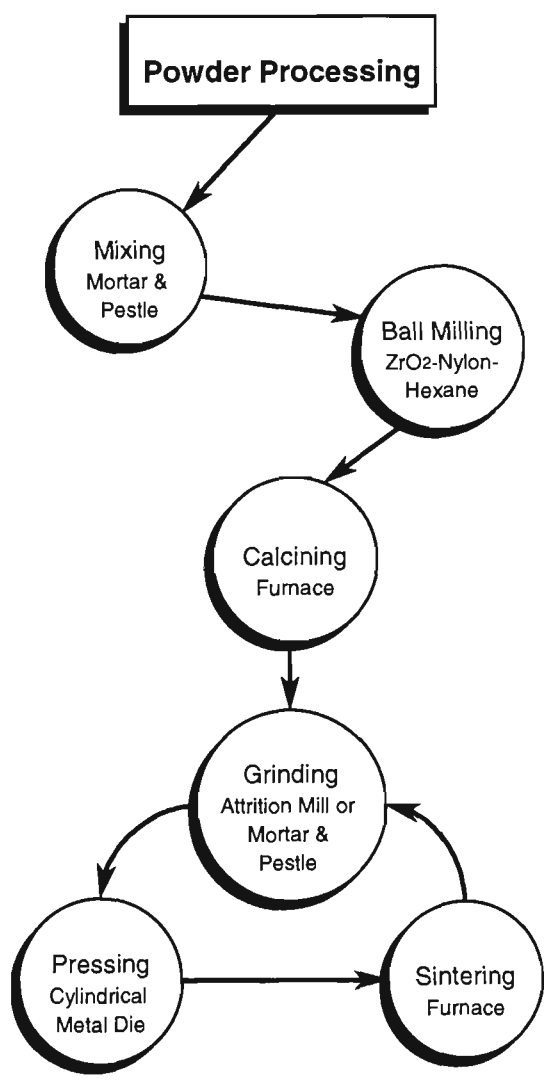 Powder Processing
Mixing
Mortar &
Pestle
Ball Milling
ZrO2-Nylon-
Hexane
Calcining
Furnace
Grinding
Attrition Mill or
Mortar &
Pestle
Pressing
Cylindrical
Metal Die
Sintering
Furnace